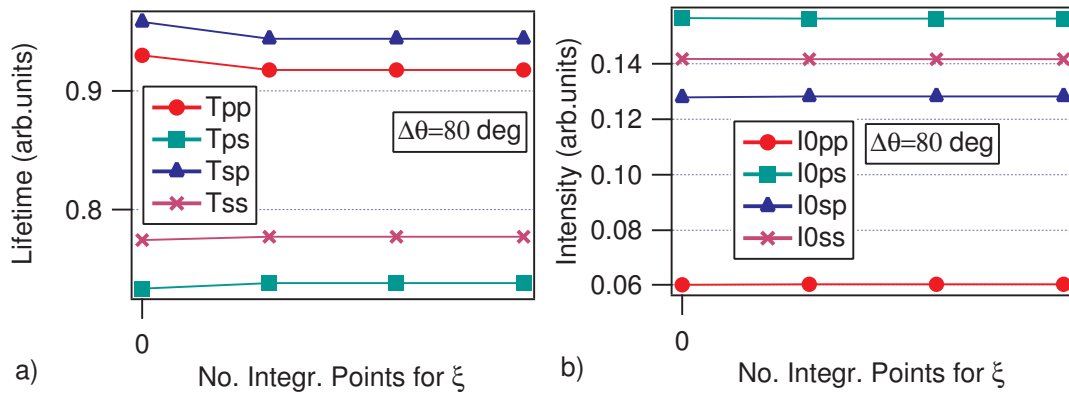 Lifetime (arb.units)
0.9
0.8
Tpp
Tps
Tsp
Tss
Δθ=80 deg
0
No. Integr. Points for ξ
a)
Intensity (arb.units)
0.14
0.12
0.10
0.08
0.06
I0pp
I0ps
I0sp
I0ss
Δθ=80 deg
0
No. Integr. Points for ξ
b)